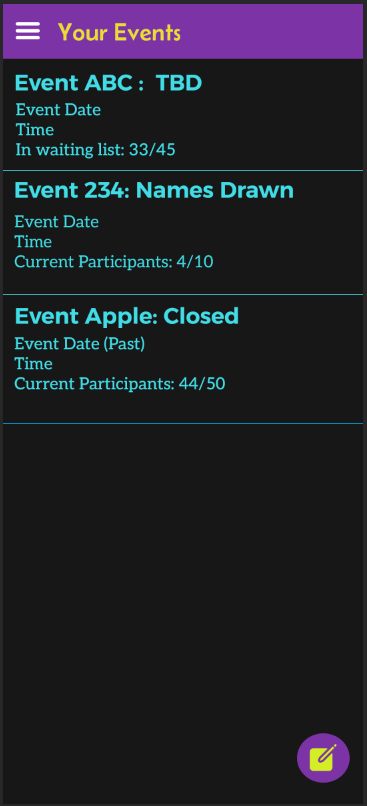 Your Events
Event ABC :  TBD
Event Date
Time
In waiting list: 33/45
Event 234: Names Drawn
Event Date
Time
Current Participants: 4/10
Event Apple: Closed
Event Date (Past)
Time
Current Participants: 44/50